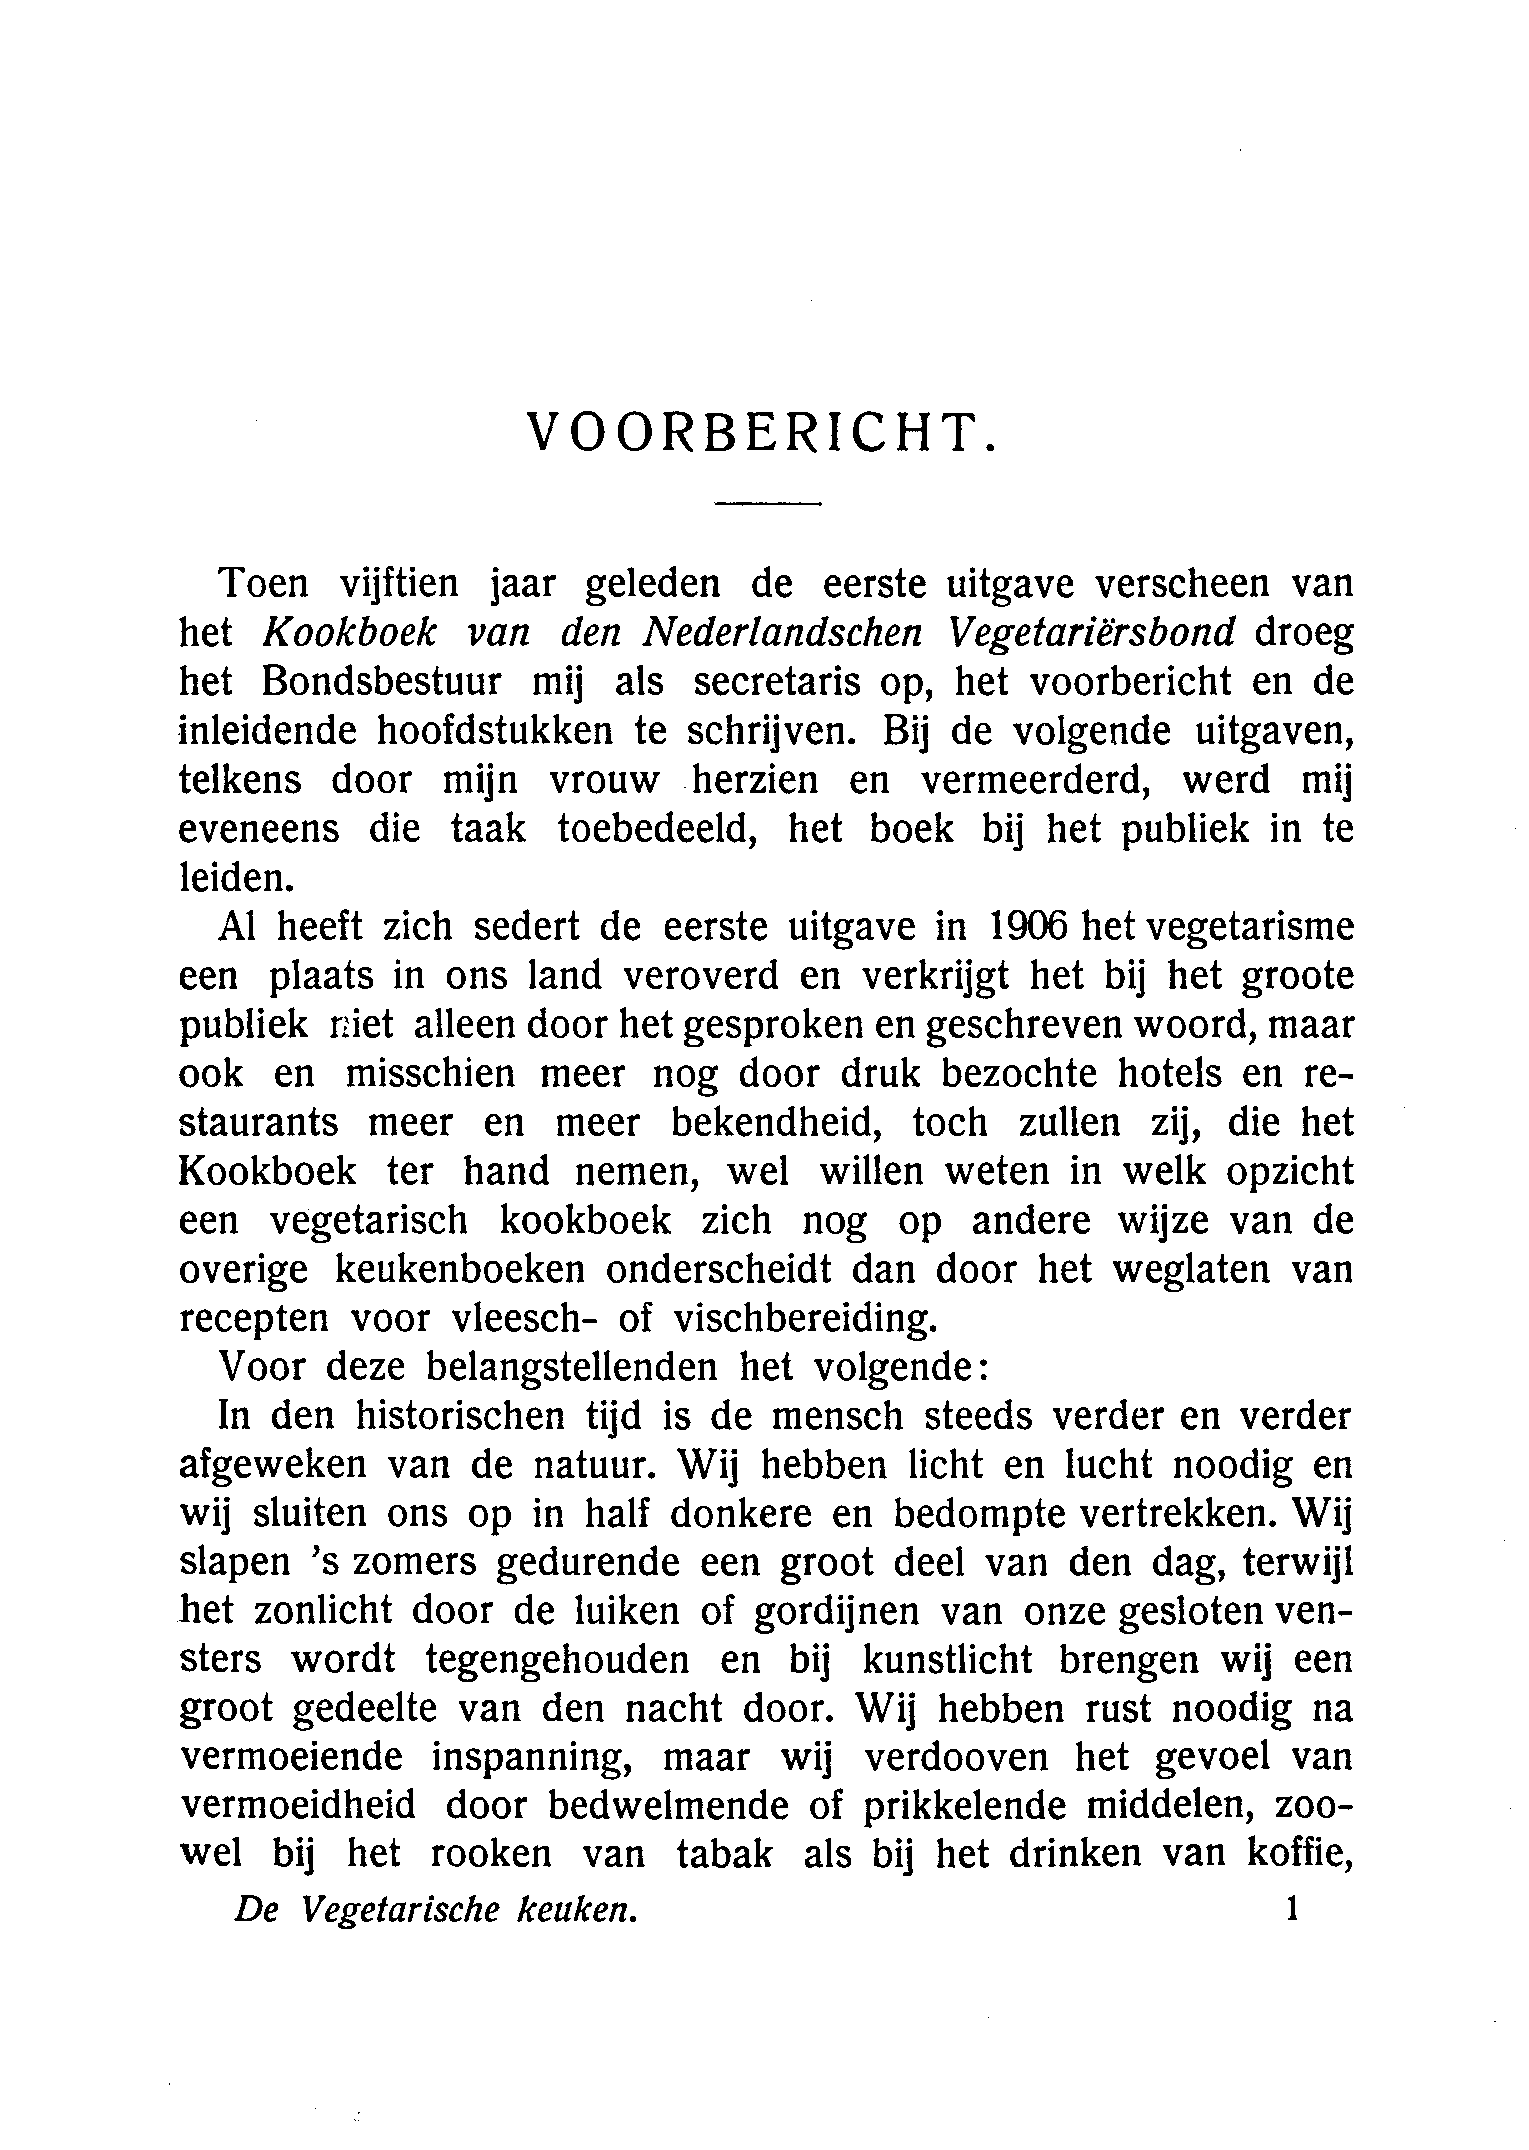 VOORBERICHT.
Toen vijftien jaar geleden de eerste uitgave verscheen van
het Kookboek van den Nederlandschen Vegetariërsbond droeg
het Bondsbestuur mij als secretaris op, het voorbericht en de
inleidende hoofdstukken te schrijven. Bij de volgende uitgaven,
telkens door mijn vrouw herzien en vermeerderd, werd mij
eveneens die taak toebedeeld, het boek bij het publiek in te
leiden.
Al heeft zich sedert de eerste uitgave in 1906 het vegetarisme
een plaats in ons land veroverd en verkrijgt het bij het groote
publiek niet alleen door het gesproken en geschreven woord, maar
ook en misschien meer nog door druk bezochte hotels en re-
staurants meer en meer bekendheid, toch zullen zij, die het
Kookboek ter hand nemen, wel willen weten in welk opzicht
een vegetarisch kookboek zich nog op andere wijze van de
overige keukenboeken onderscheidt dan door het weglaten van
recepten voor vleesch- of vischbereiding.
Voor deze belangstellenden het volgende:
In den historischen tijd is de mensch steeds verder en verder
afgeweken van de natuur. Wij hebben licht en lucht noodig en
wij sluiten ons op in half donkere en bedompte vertrekken. Wij
slapen 's zomers gedurende een groot deel van den dag, terwijl
het zonlicht door de luiken of gordijnen van onze gesloten ven-
sters wordt tegengehouden en bij kunstlicht brengen wij een
groot gedeelte van den nacht door. Wij hebben rust noodig na
vermoeiende inspanning, maar wij verdooven het gevoel van
vermoeidheid door bedwelmende of prikkelende middelen, zoo-
wel bij het rooken van tabak als bij het drinken van koffie,
De Vegetarische keuken. 1